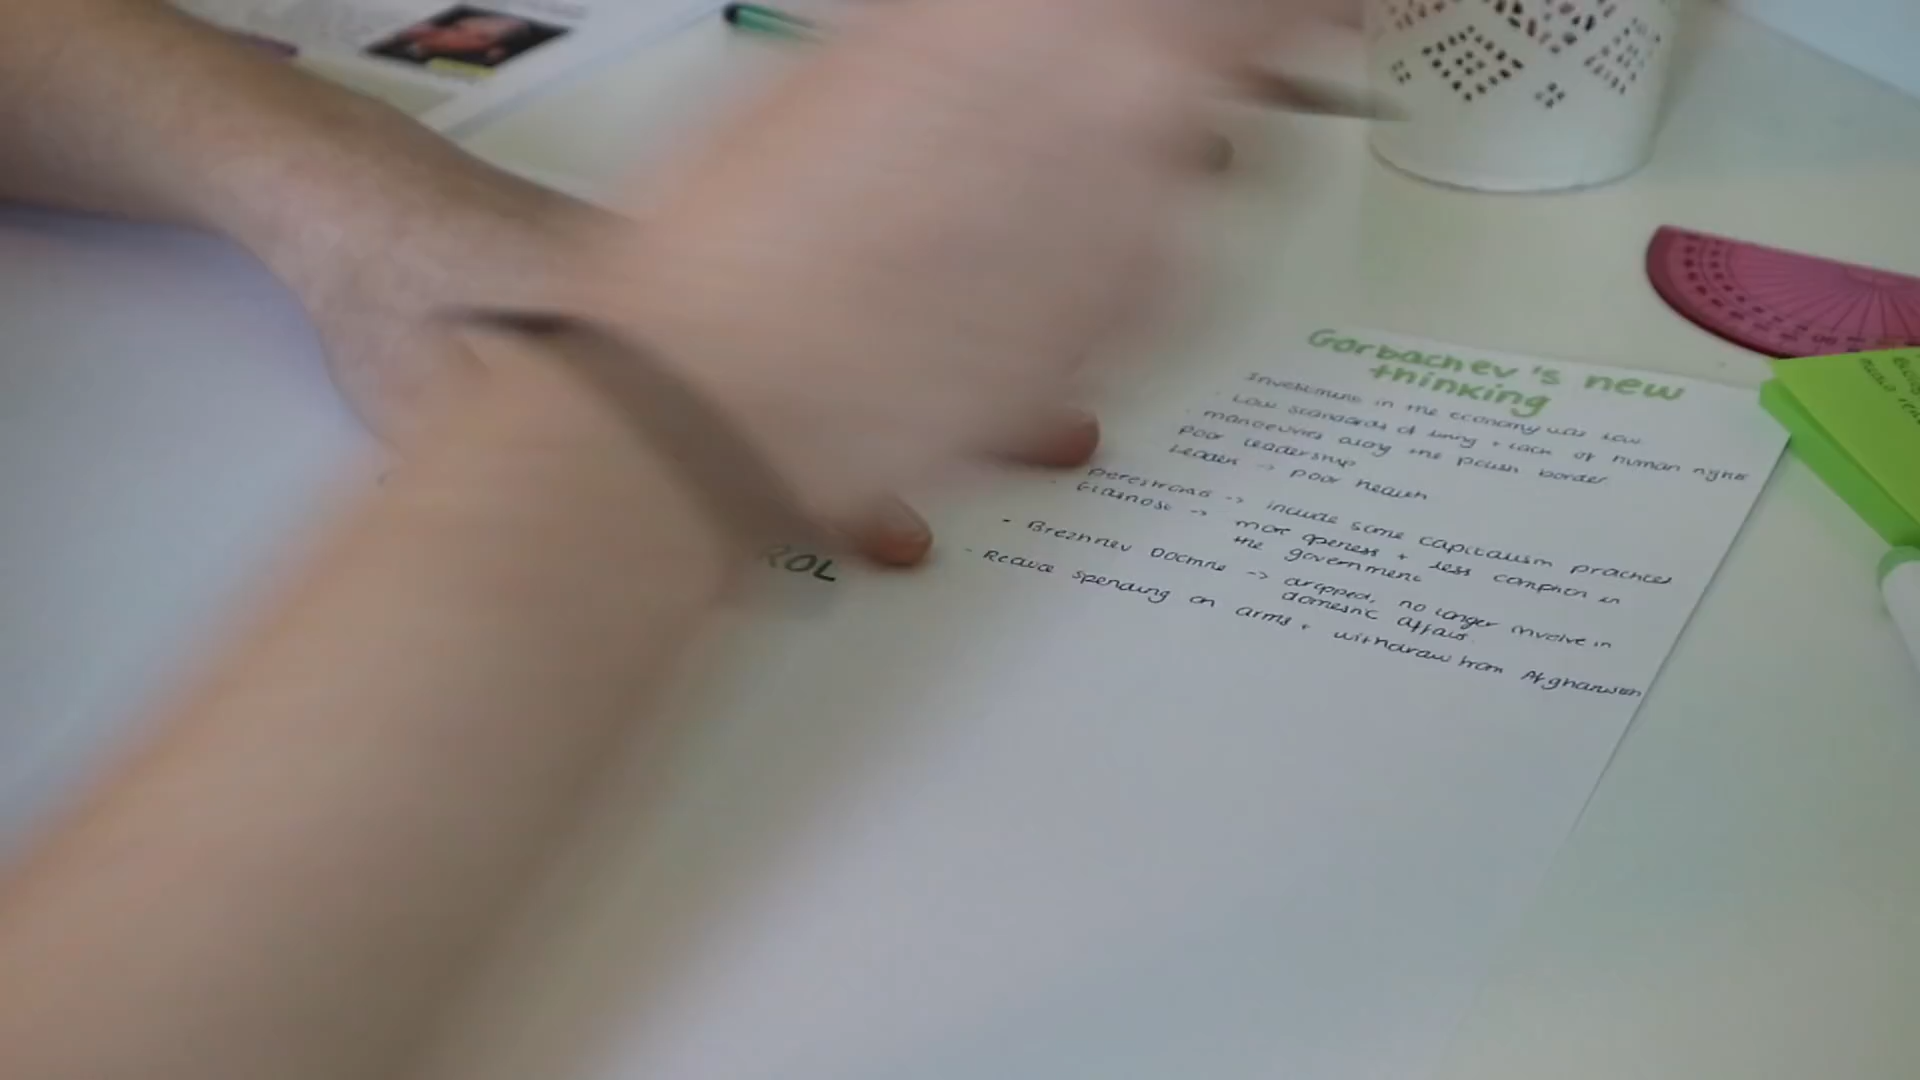 Gorbachev's new
thinking
Investment in the economy was low
- Low standards of living + lack of human rights
- manoeuvres along the polish border
poor leadership
Leaders -> poor health
perestroika -> include some capitalism practices
- Glasnost -> more openess + less corruption in
the government
- Brezhnev Doctrine -> dropped, no longer involve in
domestic affairs.
- Reduce spending on arms + withdraw from Afghanistan
ROL